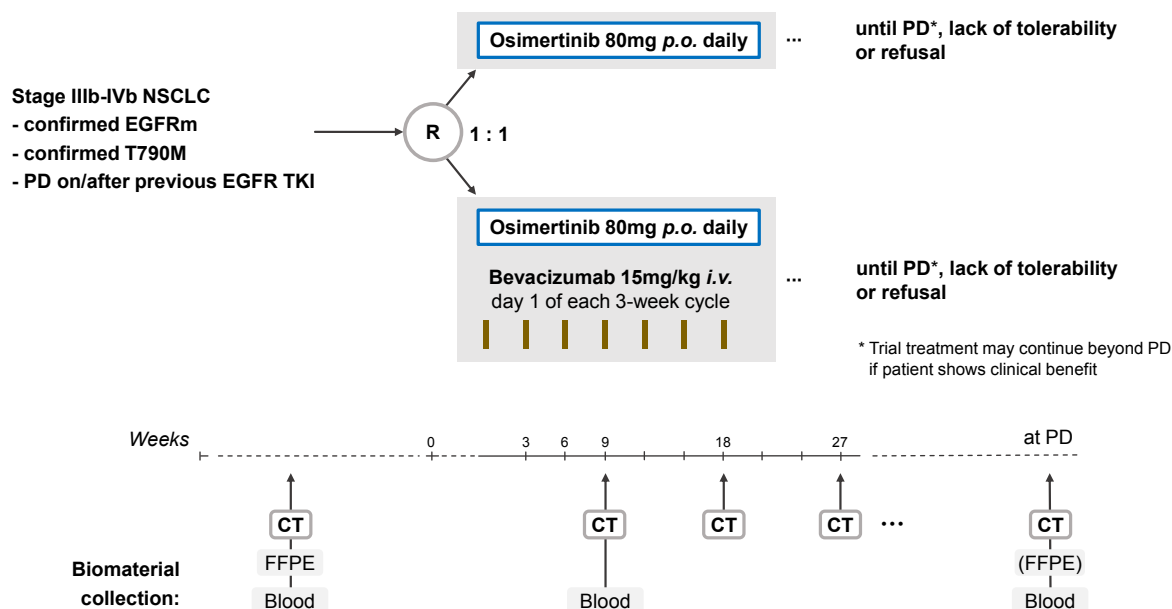 Osimertinib 80mg p.o. daily
...
until PD*, lack of tolerability
or refusal
Stage IIIb-IVb NSCLC
- confirmed EGFRm
- confirmed T790M
- PD on/after previous EGFR TKI
R
1 : 1
Osimertinib 80mg p.o. daily
Bevacizumab 15mg/kg i.v.
day 1 of each 3-week cycle
...
until PD*, lack of tolerability
or refusal
* Trial treatment may continue beyond PD
if patient shows clinical benefit
Weeks
0
3
6
9
18
27
at PD
CT
CT
CT
CT
...
CT
FFPE
(FFPE)
Biomaterial
collection:
Blood
Blood
Blood